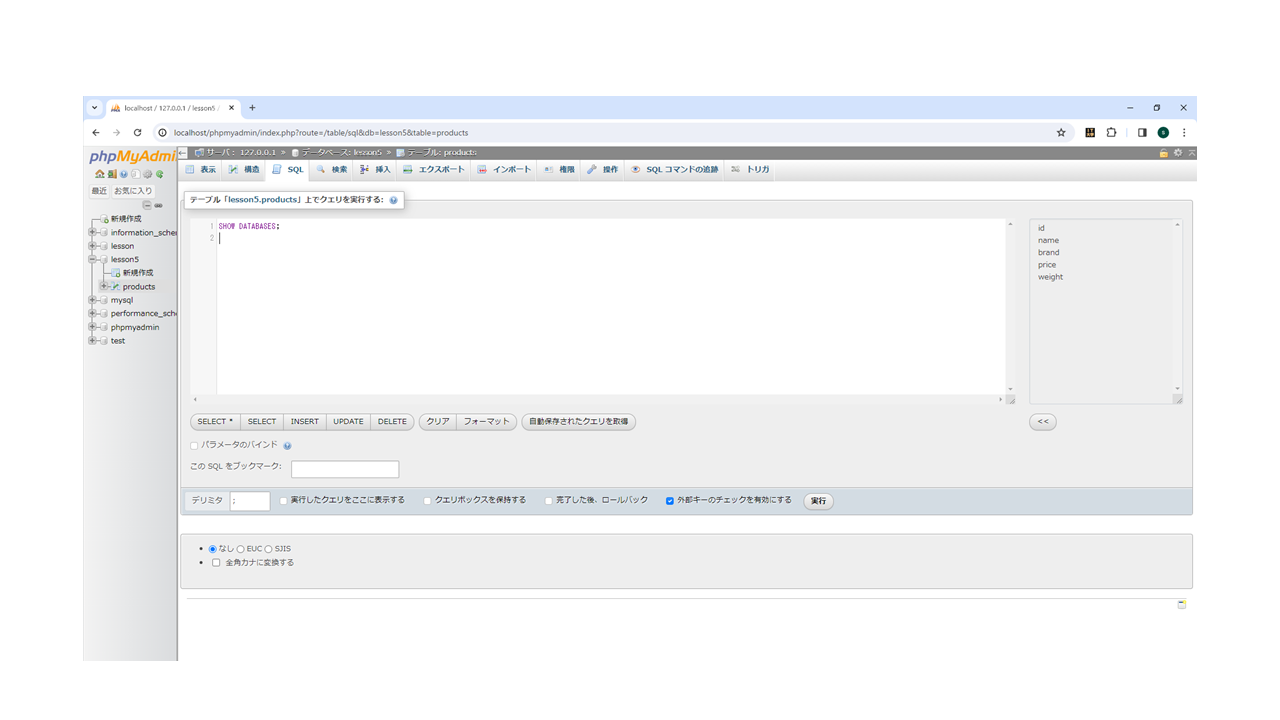 localhost / 127.0.0.1 / lesson5 /
localhost/phpmyadmin/index.php?route=/table/sql&db=lesson5&table=products
phpMyAdmi
最近 お気に入り
新規作成
information_scher
lesson
lesson5
新規作成
products
mysql
performance_sche
phpmyadmin
test
サーバ: 127.0.0.1 » データベース: lesson5 » テーブル: products
表示 構造 SQL 検索 挿入 エクスポート インポート 権限 操作 SQL コマンドの追跡 トリガ
テーブル「lesson5.products」上でクエリを実行する:
1 SHOW DATABASES;
2
id
name
brand
price
weight
SELECT * SELECT INSERT UPDATE DELETE クリア フォーマット 自動保存されたクエリを取得 <<
パラメータのバインド
この SQL をブックマーク:
デリミタ ; 実行したクエリをここに表示する クエリボックスを保持する 完了した後、ロールバック 外部キーのチェックを有効にする 実行
なし EUC SJIS
全角カナに変換する